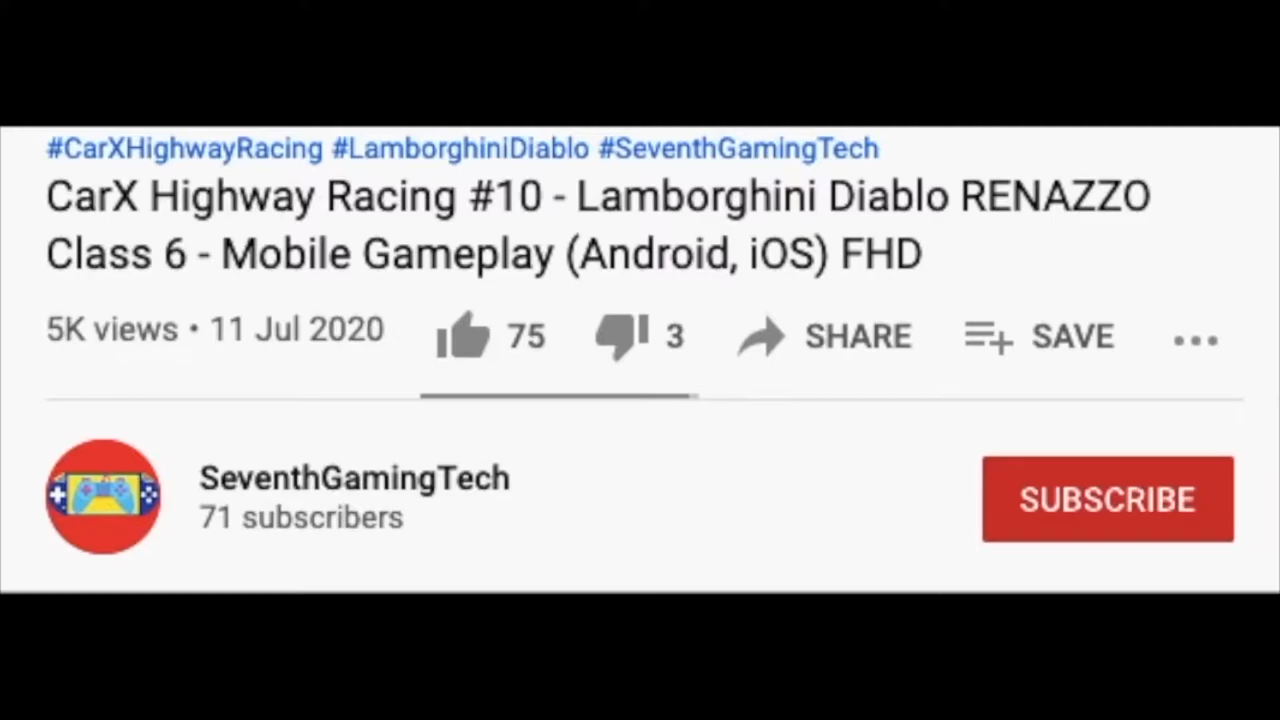 #CarXHighwayRacing #LamborghiniDiablo #SeventhGamingTech
CarX Highway Racing #10 - Lamborghini Diablo RENAZZO
Class 6 - Mobile Gameplay (Android, iOS) FHD
5K views • 11 Jul 2020 75 3 SHARE SAVE
SeventhGamingTech
71 subscribers
SUBSCRIBE